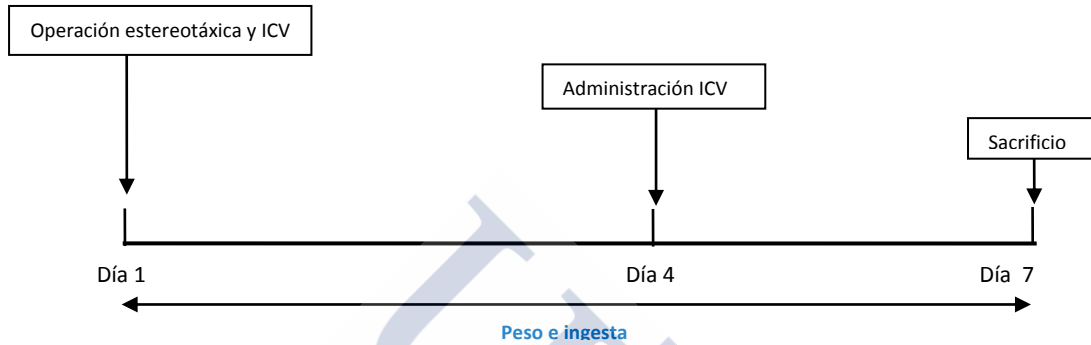 Operación estereotáxica y ICV
Administración ICV
Sacrificio
Día 1
Día 4
Día 7
Peso e ingesta